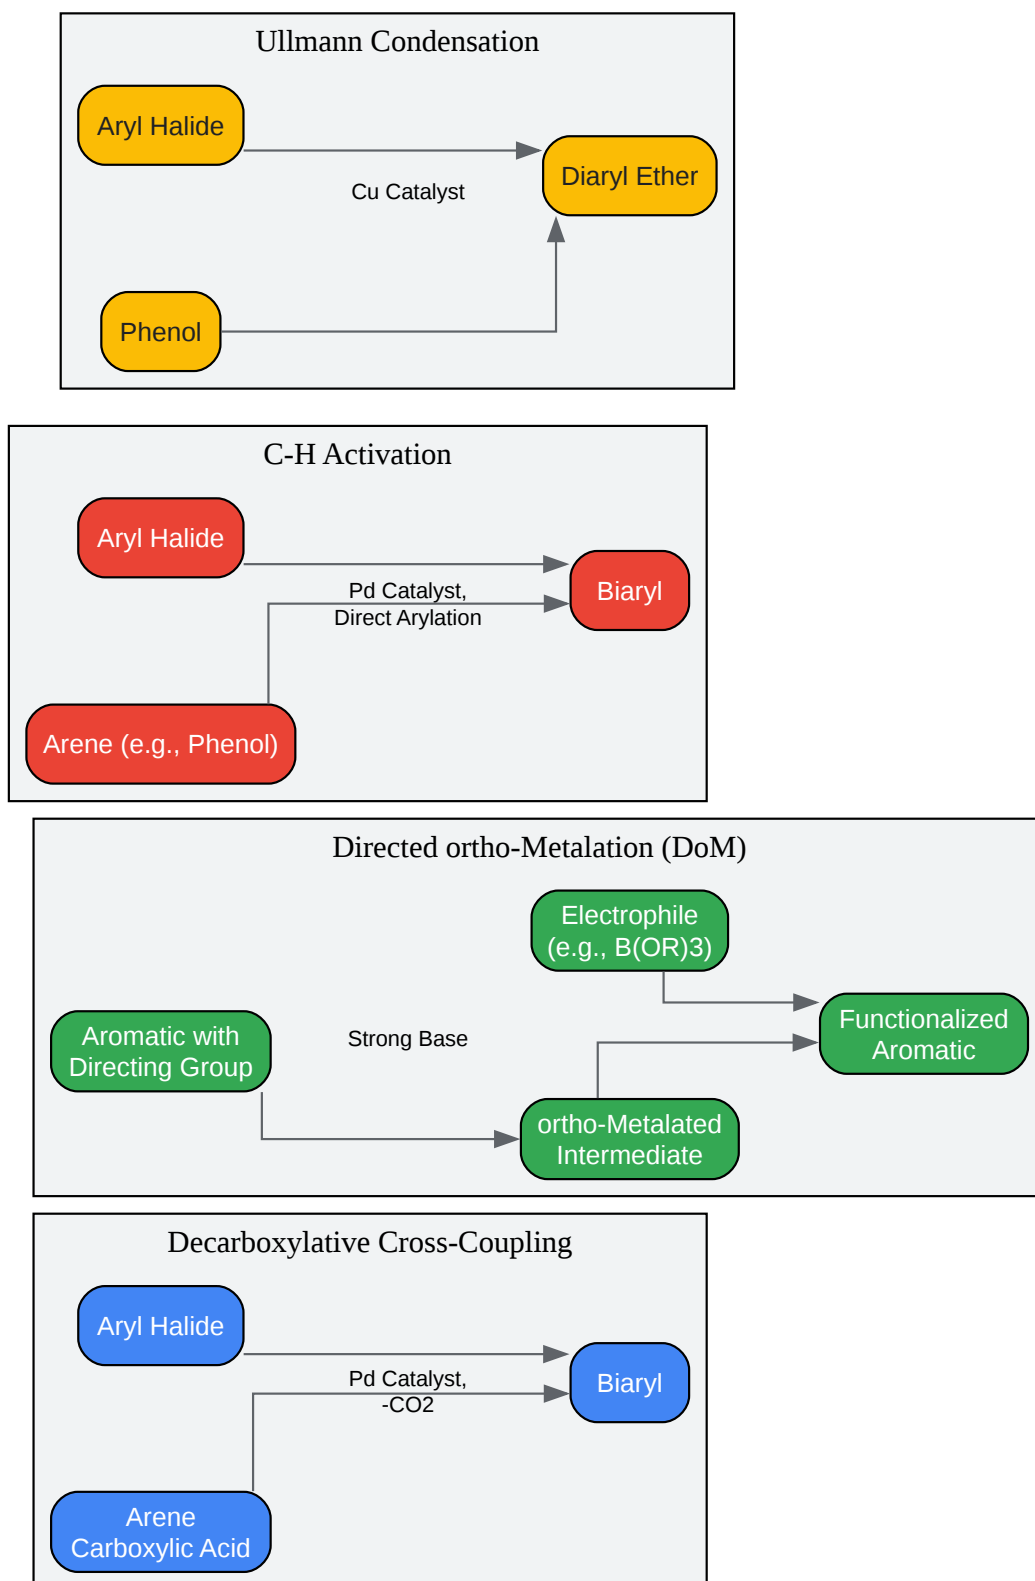 Ullmann Condensation
Aryl Halide
Diaryl Ether
Cu Catalyst
Phenol
C-H Activation
Aryl Halide
Biaryl
Pd Catalyst,
Direct Arylation
Arene (e.g., Phenol)
Directed ortho-Metalation (DoM)
Electrophile
(e.g., B(OR)3)
Functionalized
Aromatic
Aromatic with
Directing Group
Strong Base
ortho-Metalated
Intermediate
Decarboxylative Cross-Coupling
Aryl Halide
Biaryl
Pd Catalyst,
-CO2
Arene
Carboxylic Acid